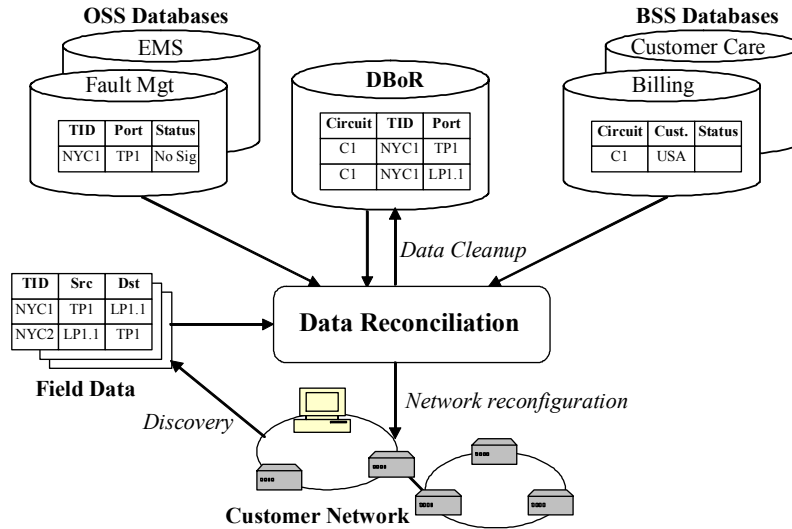 OSS Databases
BSS Databases
EMS
Customer Care
Fault Mgt
DBoR
Billing
TID Port Status
NYC1 TP1 No Sig
Circuit TID Port
C1 NYC1 TP1
C1 NYC1 LP1.1
Circuit Cust. Status
C1 USA
Data Cleanup
TID Src Dst
NYC1 TP1 LP1.1
NYC2 LP1.1 TP1
Data Reconciliation
Field Data
Discovery
Network reconfiguration
Customer Network